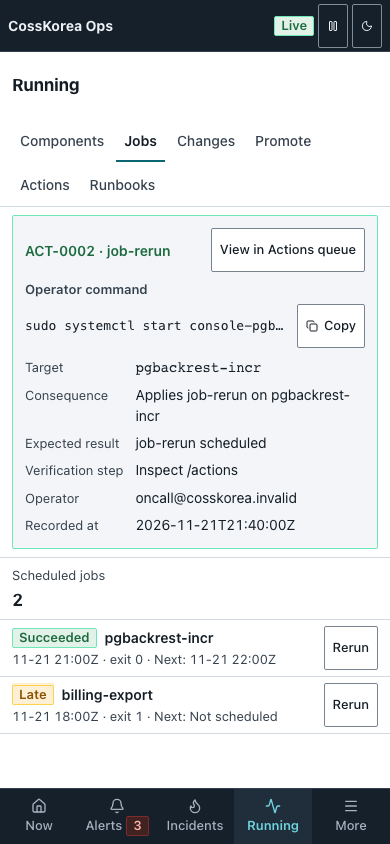 CossKorea Ops
Live
Running
Components Jobs Changes Promote
Actions Runbooks
ACT-0002 · job-rerun
View in Actions queue
Operator command
sudo systemctl start console-pgb…
Copy
Target pgbackrest-incr
Consequence Applies job-rerun on pgbackrest-
incr
Expected result job-rerun scheduled
Verification step Inspect /actions
Operator oncall@cosskorea.invalid
Recorded at 2026-11-21T21:40:00Z
Scheduled jobs
2
Succeeded pgbackrest-incr
11-21 21:00Z · exit 0 · Next: 11-21 22:00Z
Rerun
Late billing-export
11-21 18:00Z · exit 1 · Next: Not scheduled
Rerun
Now Alerts 3 Incidents Running More